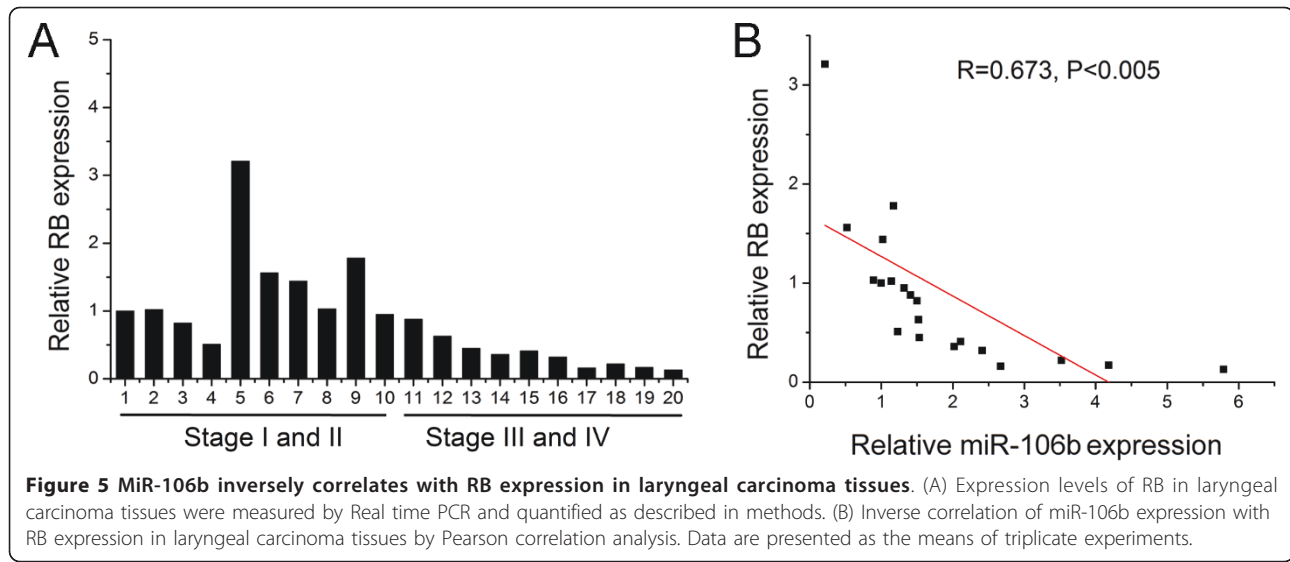 A
Relative RB expression
5
4
3
2
1
0
1 2 3 4 5 6 7 8 9 10 11 12 13 14 15 16 17 18 19 20
Stage I and II
Stage III and IV
B
R=0.673, P<0.005
Relative RB expression
3
2
1
0
0 1 2 3 4 5 6
Relative miR-106b expression
Figure 5 MiR-106b inversely correlates with RB expression in laryngeal carcinoma tissues. (A) Expression levels of RB in laryngeal
carcinoma tissues were measured by Real time PCR and quantified as described in methods. (B) Inverse correlation of miR-106b expression with
RB expression in laryngeal carcinoma tissues by Pearson correlation analysis. Data are presented as the means of triplicate experiments.